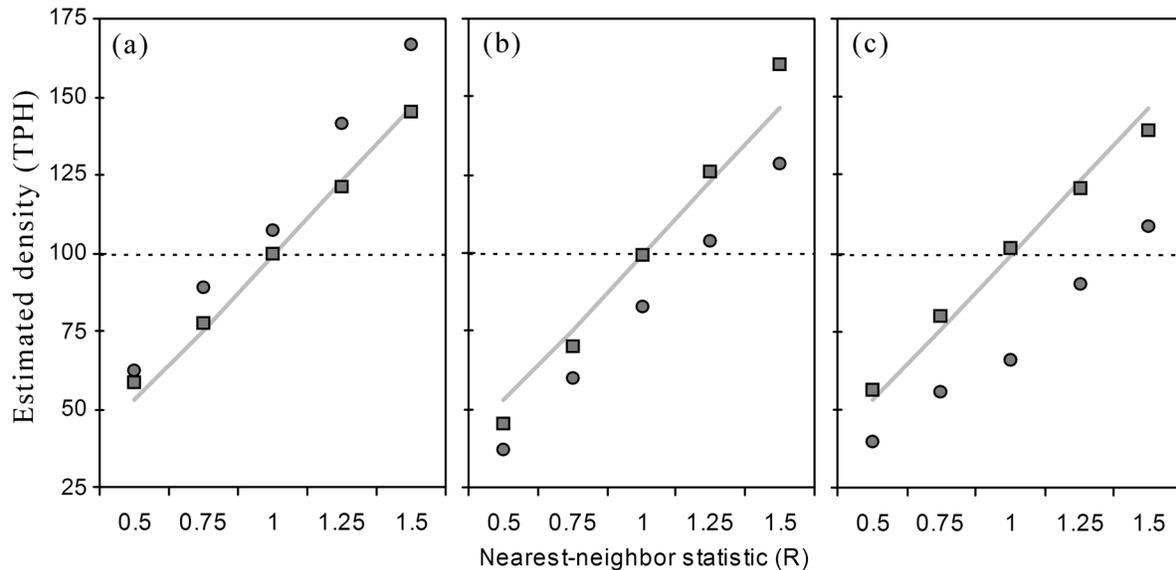 (a) (b) (c)
Estimated density (TPH)
175
150
125
100
75
50
25
0.5 0.75 1 1.25 1.5 0.5 0.75 1 1.25 1.5 0.5 0.75 1 1.25 1.5
Nearest-neighbor statistic (R)